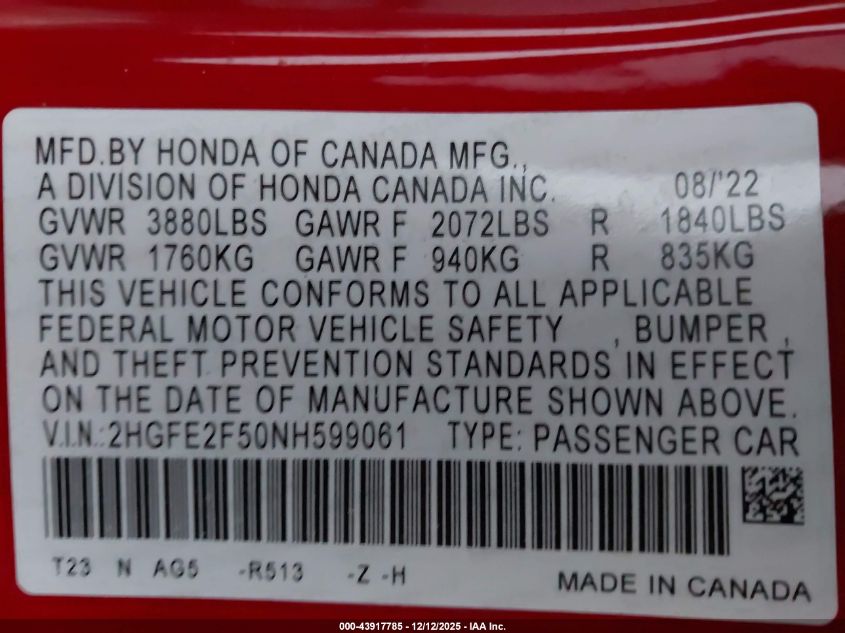 MFD.BY HONDA OF CANADA MFG.,
A DIVISION OF HONDA CANADA INC. 08/'22
GVWR 3880LBS GAWR F 2072LBS R 1840LBS
GVWR 1760KG GAWR F 940KG R 835KG
THIS VEHICLE CONFORMS TO ALL APPLICABLE
FEDERAL MOTOR VEHICLE SAFETY , BUMPER ,
AND THEFT PREVENTION STANDARDS IN EFFECT
ON THE DATE OF MANUFACTURE SHOWN ABOVE.
V.I.N.:2HGFE2F50NH599061 TYPE: PASSENGER CAR
T23 N AG5 -R513 -Z -H
MADE IN CANADA
000-43917785 - 12/12/2025 - IAA Inc.